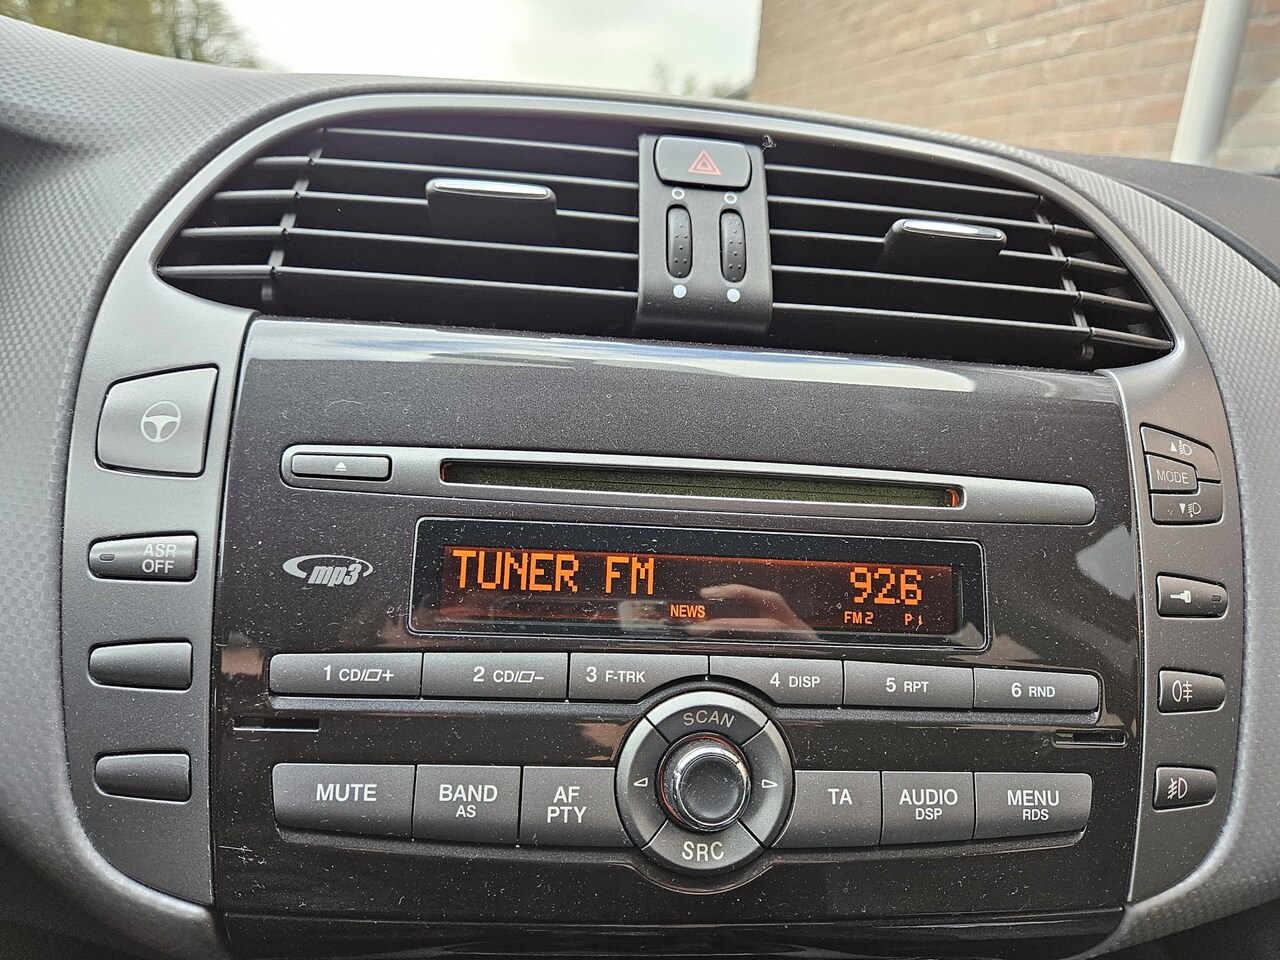 MODE
ASR
OFF
mp3
TUNER FM 92.6
NEWS FM2 P1
1 CD/▱+ 2 CD/▱- 3 F-TRK 4 DISP 5 RPT 6 RND
SCAN
MUTE BAND AF TA AUDIO MENU
AS PTY DSP RDS
SRC